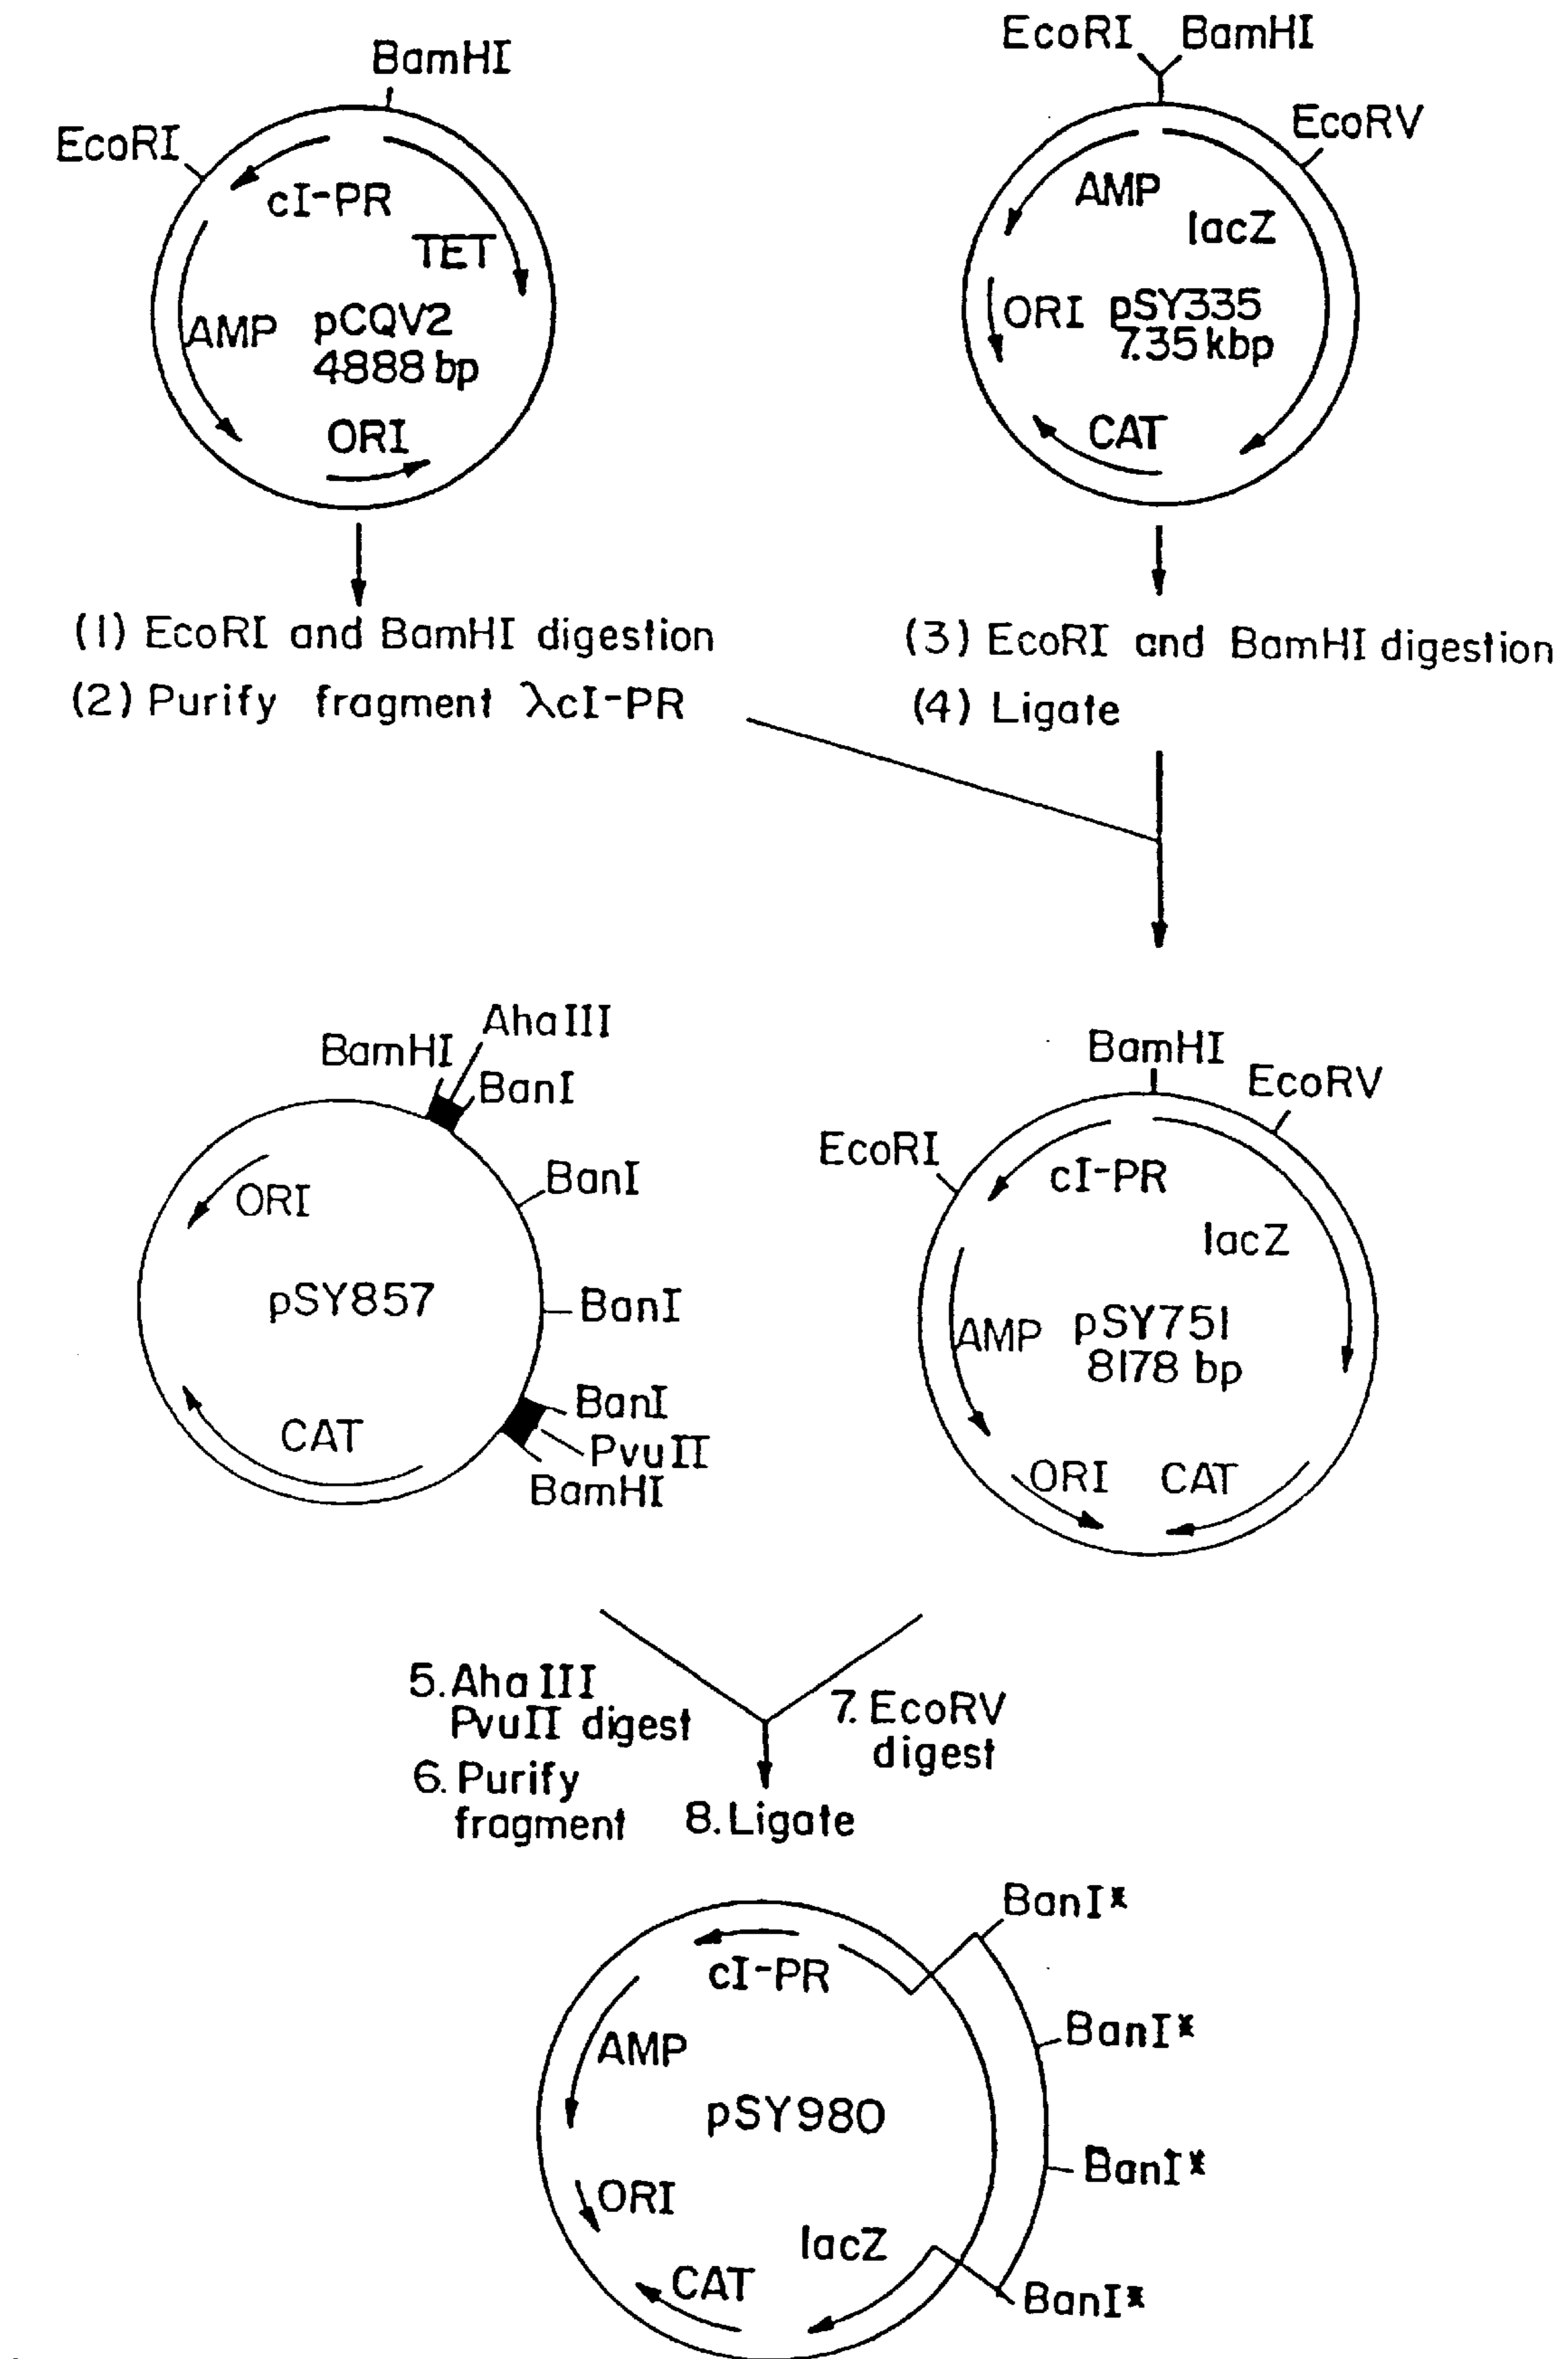 BamHI
EcoRI
cI-PR
TET
AMP
pCQV2
4888 bp
ORI
EcoRI BamHI
EcoRV
AMP
lacZ
ORI
pSY335
7.35 kbp
CAT
(1) EcoRI and BamHI digestion
(2) Purify fragment λcI-PR
(3) EcoRI and BamHI digestion
(4) Ligate
AhaIII
BamHI
BanI
BanI
ORI
pSY857
BanI
BanI
CAT
PvuII
BamHI
BamHI
EcoRV
EcoRI
cI-PR
lacZ
AMP
pSY751
8178 bp
ORI
CAT
5. AhaIII
PvuII digest
6. Purify
fragment
7. EcoRV
digest
8. Ligate
BanI*
cI-PR
BanI*
AMP
pSY980
BanI*
ORI
lacZ
CAT
BanI*